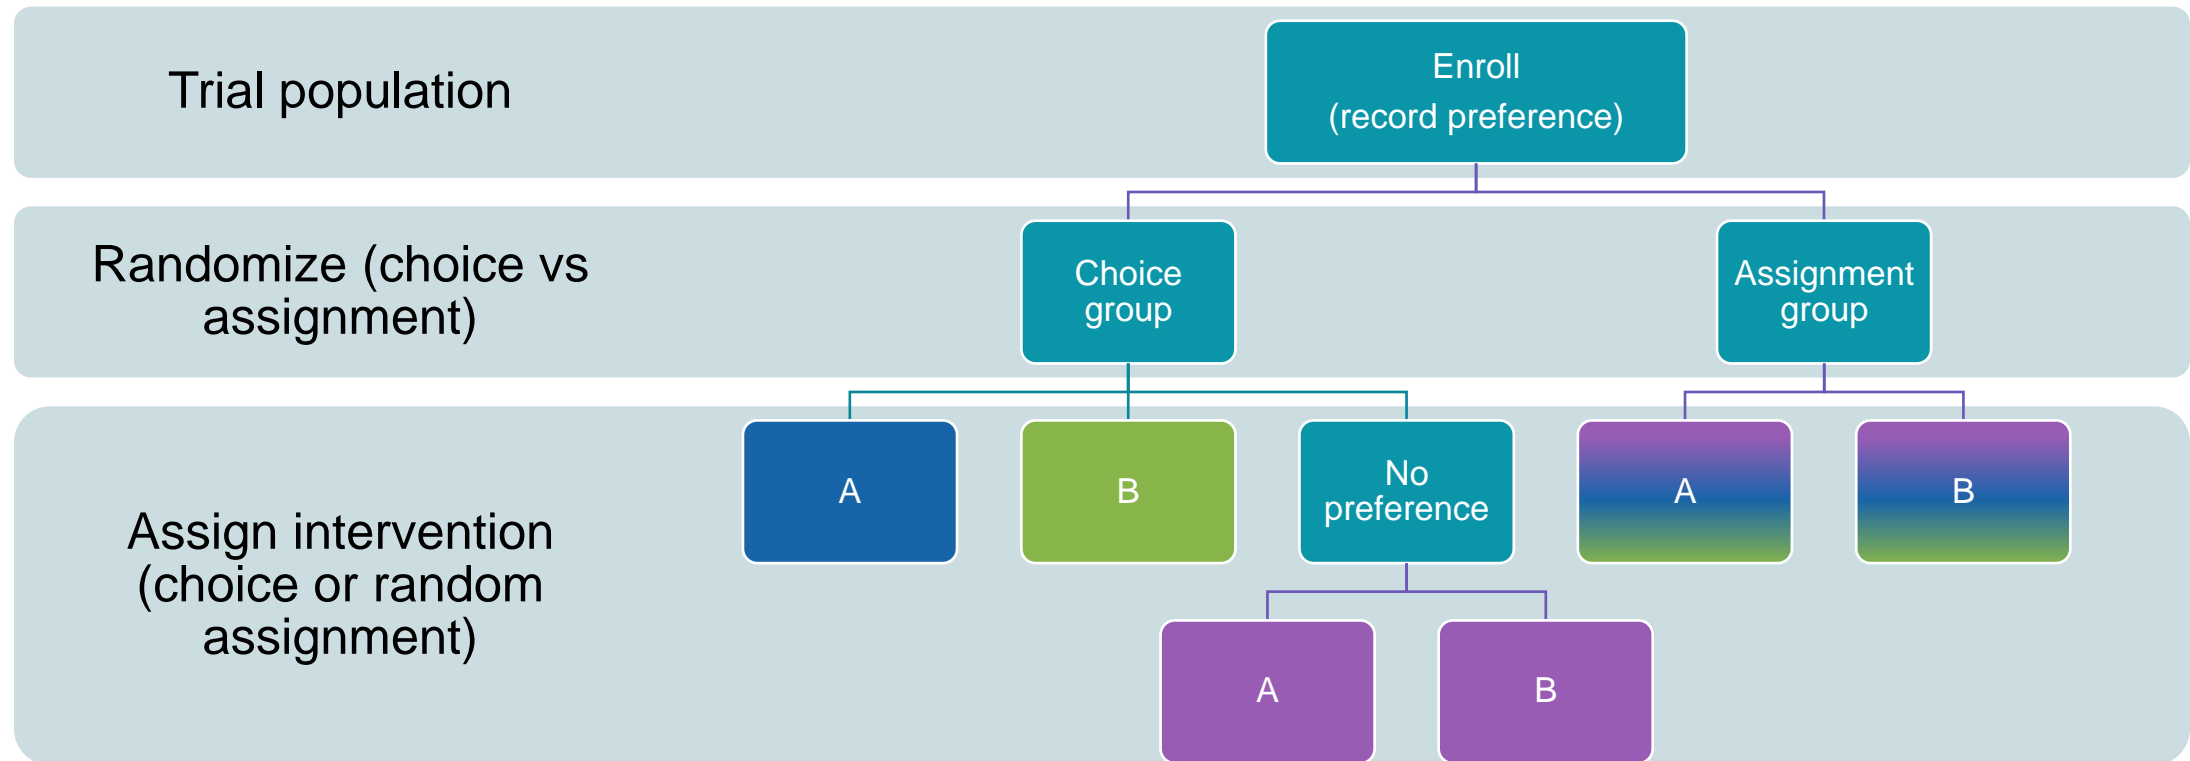 Trial population
Enroll
(record preference)
Randomize (choice vs
assignment)
Choice
group
Assignment
group
Assign intervention
(choice or random
assignment)
A
B
No
preference
A
B
A
B